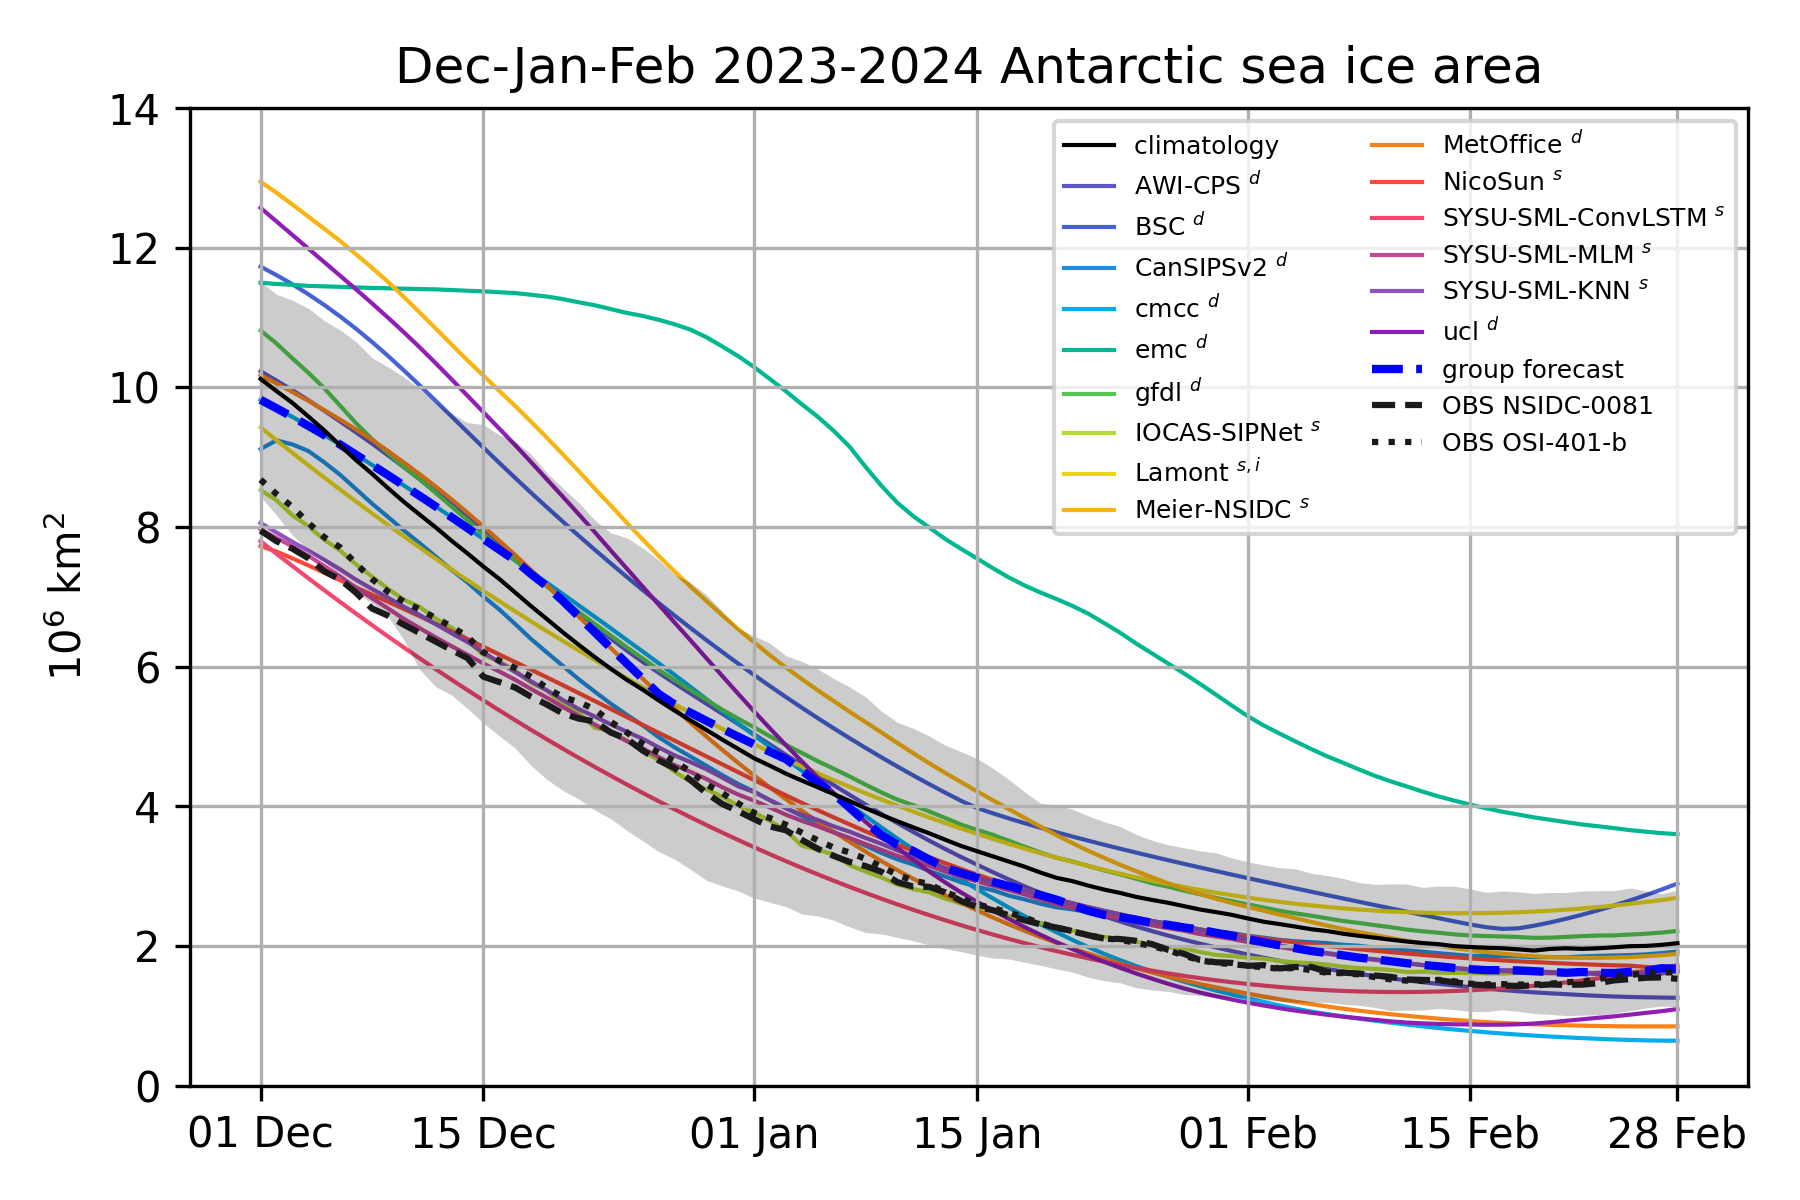 Dec-Jan-Feb 2023-2024 Antarctic sea ice area
10⁶ km²
14
12
10
8
6
4
2
0
climatology
AWI-CPS ᵈ
BSC ᵈ
CanSIPSv2 ᵈ
cmcc ᵈ
emc ᵈ
gfdl ᵈ
IOCAS-SIPNet ˢ
Lamont ˢ,ⁱ
Meier-NSIDC ˢ
MetOffice ᵈ
NicoSun ˢ
SYSU-SML-ConvLSTM ˢ
SYSU-SML-MLM ˢ
SYSU-SML-KNN ˢ
ucl ᵈ
group forecast
OBS NSIDC-0081
OBS OSI-401-b
01 Dec
15 Dec
01 Jan
15 Jan
01 Feb
15 Feb
28 Feb